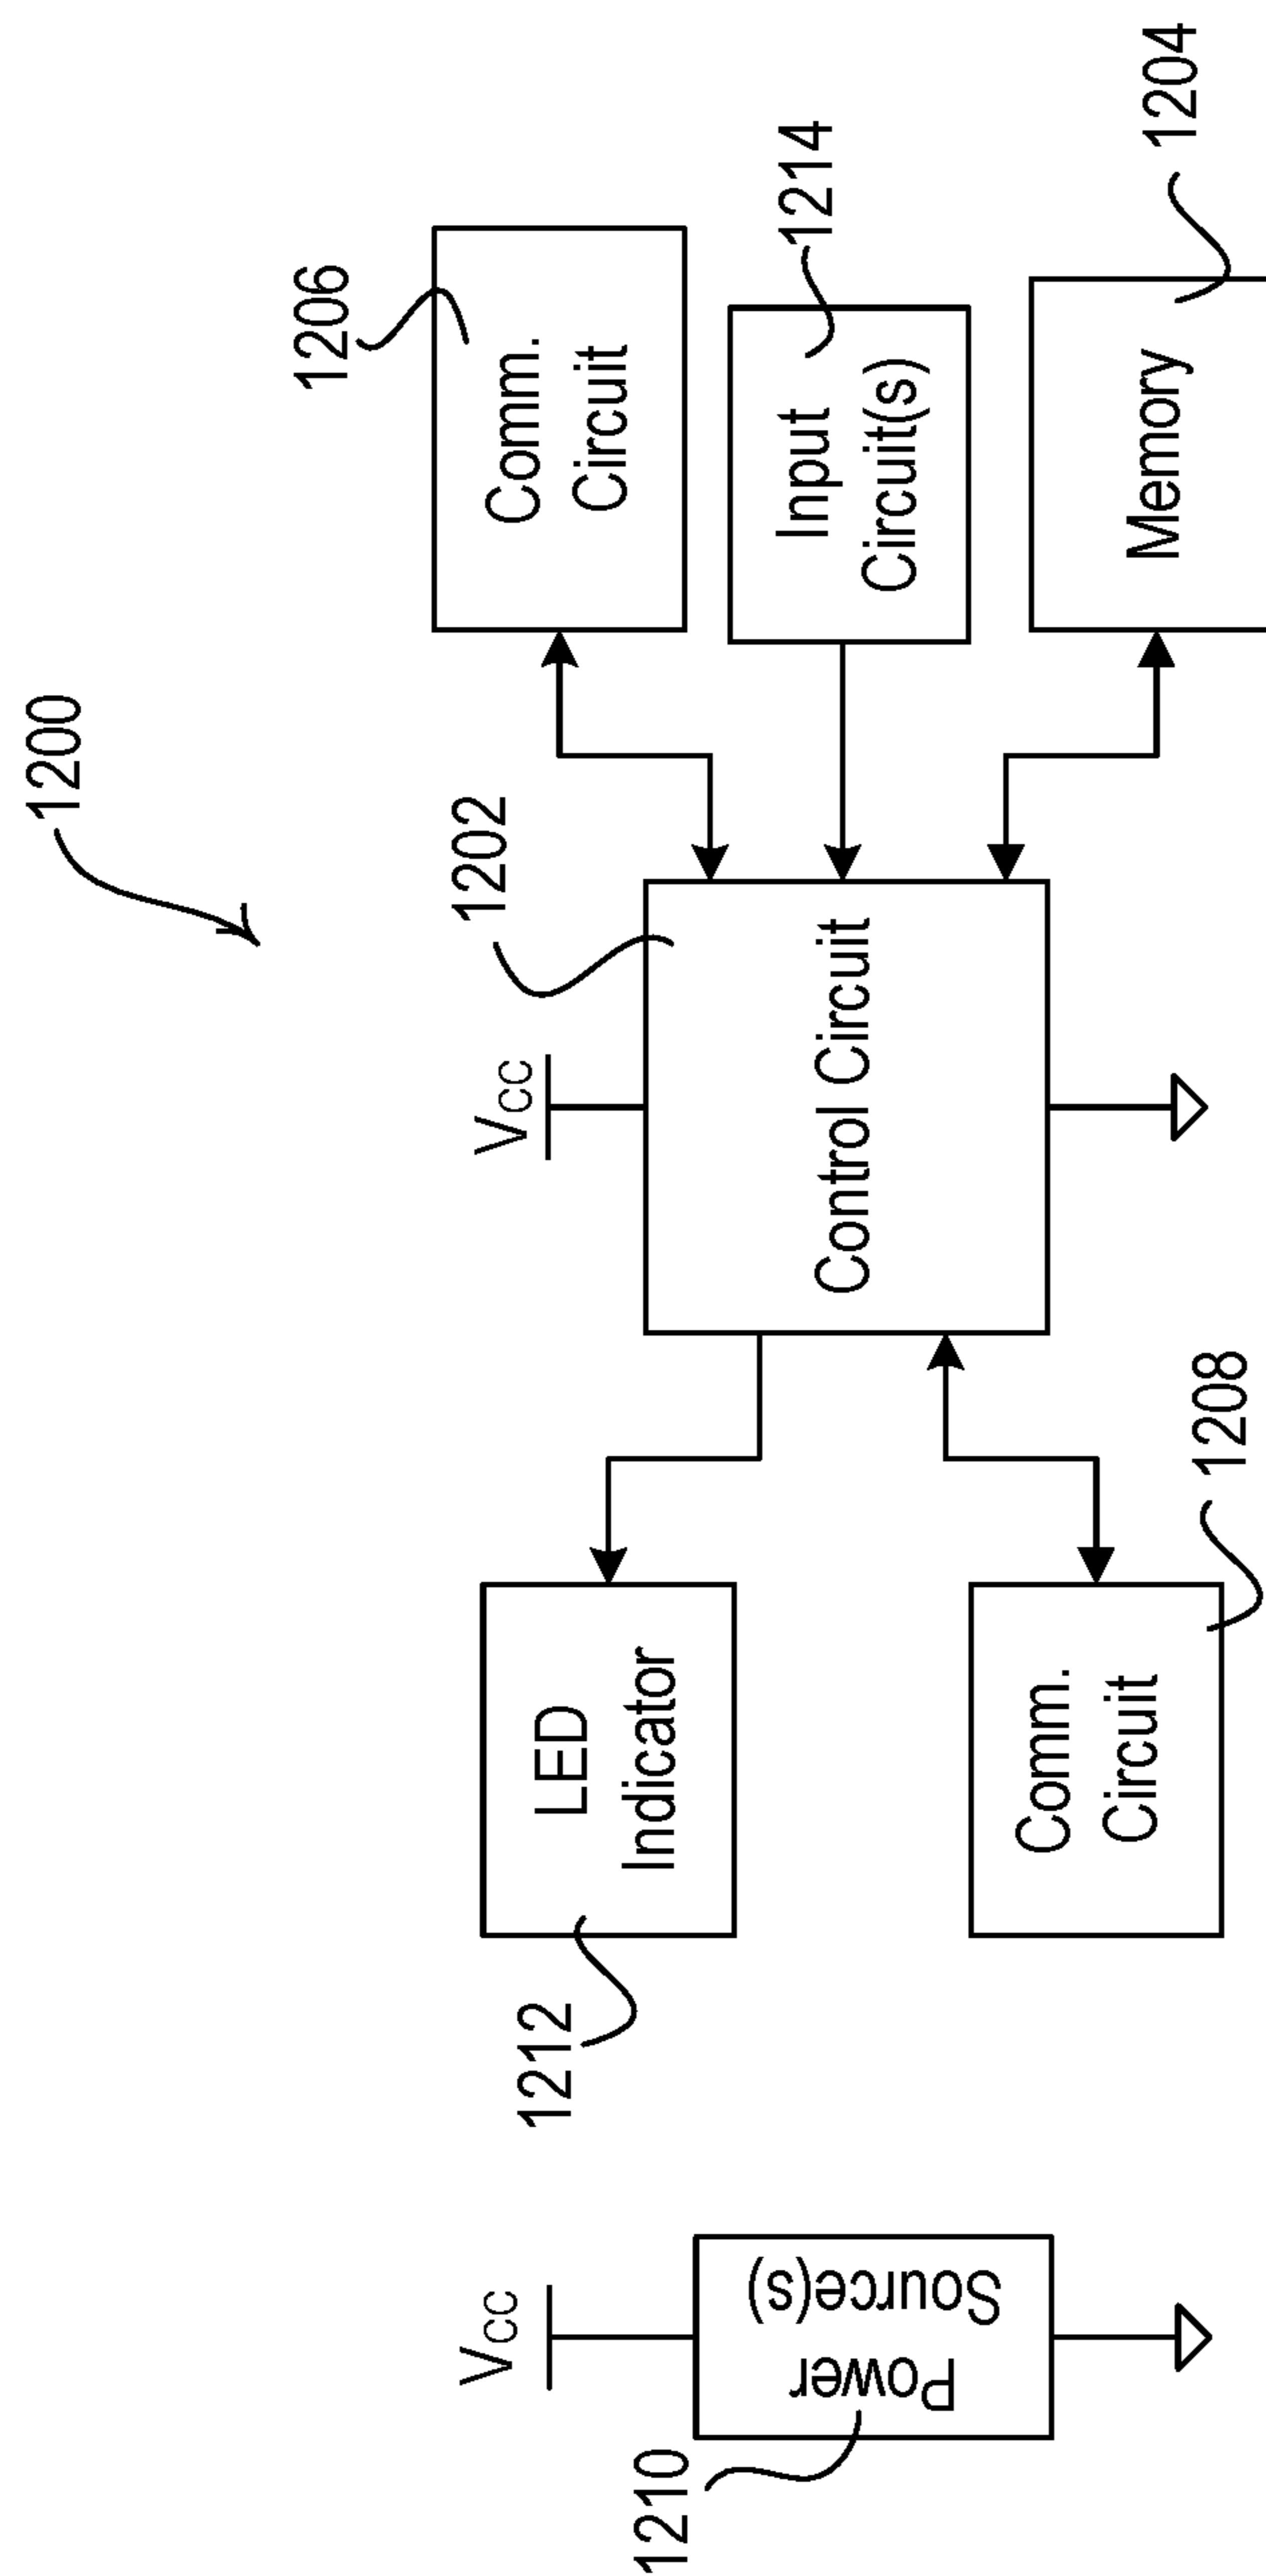 1200
1206
Comm.
Circuit
1214
Input
Circuit(s)
1204
Memory
1202
VCC
Control Circuit
1212
LED
Indicator
1208
Comm.
Circuit
VCC
1210
Power
Source(s)